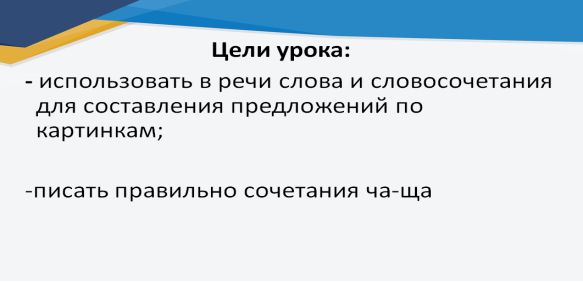 Цели урока:
- использовать в речи слова и словосочетания
для составления предложений по
картинкам;
-писать правильно сочетания ча-ща